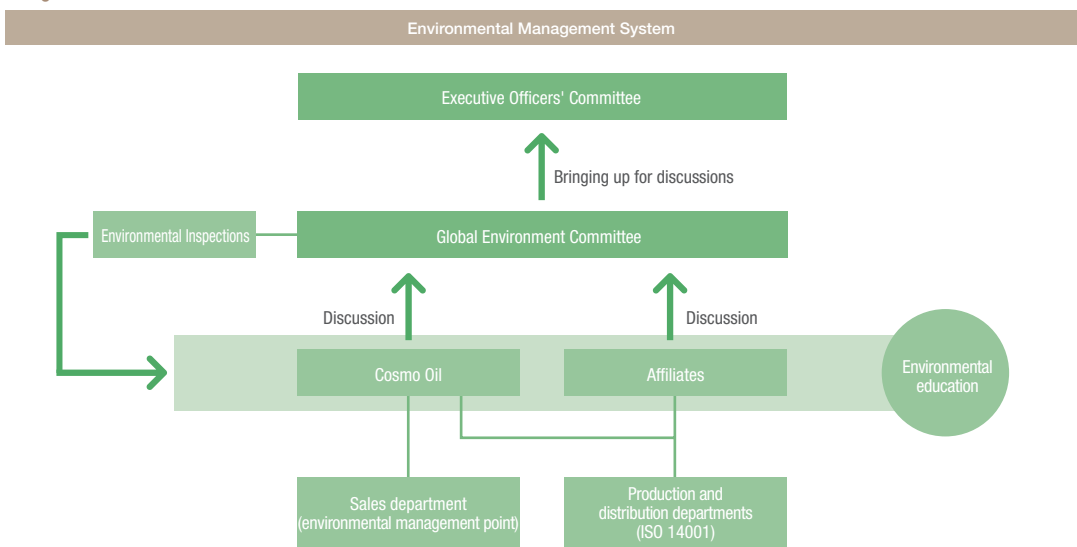 Environmental Management System
Executive Officers' Committee
Bringing up for discussions
Environmental Inspections
Global Environment Committee
Discussion
Discussion
Cosmo Oil
Affiliates
Environmental
education
Sales department
(environmental management point)
Production and
distribution departments
(ISO 14001)